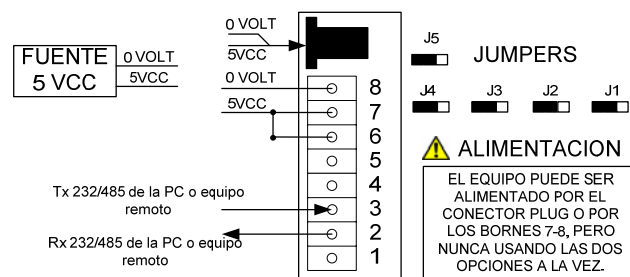 FUENTE
5 VCC
0 VOLT
5VCC
0 VOLT
5VCC
0 VOLT
5VCC
8
7
6
5
4
3
2
1
Tx 232/485 de la PC o equipo
remoto
Rx 232/485 de la PC o equipo
remoto
J5
JUMPERS
J4 J3 J2 J1
ALIMENTACION
EL EQUIPO PUEDE SER
ALIMENTADO POR EL
CONECTOR PLUG O POR
LOS BORNES 7-8, PERO
NUNCA USANDO LAS DOS
OPCIONES A LA VEZ.